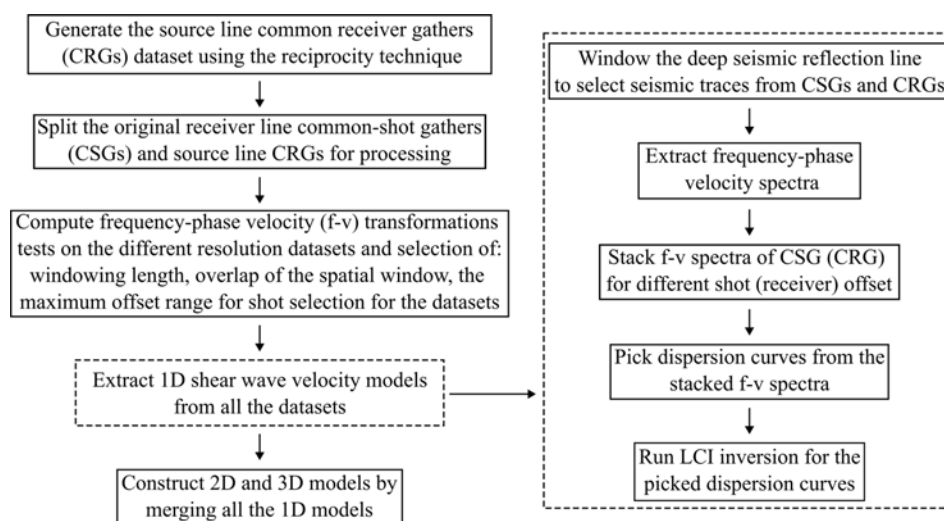 Generate the source line common receiver gathers
(CRGs) dataset using the reciprocity technique
Split the original receiver line common-shot gathers
(CSGs) and source line CRGs for processing
Compute frequency-phase velocity (f-v) transformations
tests on the different resolution datasets and selection of:
windowing length, overlap of the spatial window, the
maximum offset range for shot selection for the datasets
Extract 1D shear wave velocity models
from all the datasets
Construct 2D and 3D models by
merging all the 1D models
Window the deep seismic reflection line
to select seismic traces from CSGs and CRGs
Extract frequency-phase
velocity spectra
Stack f-v spectra of CSG (CRG)
for different shot (receiver) offset
Pick dispersion curves from the
stacked f-v spectra
Run LCI inversion for the
picked dispersion curves